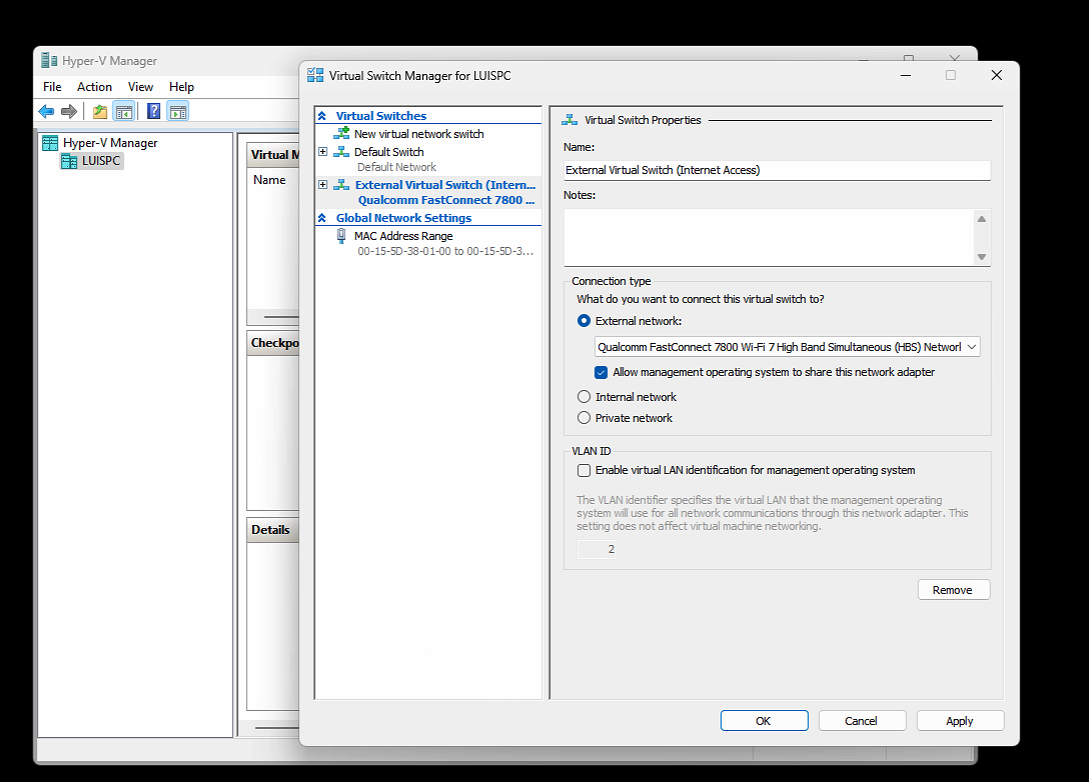 Hyper-V Manager
File Action View Help
Hyper-V Manager
LUISPC
Virtual M
Name
Checkpo
Details
Virtual Switch Manager for LUISPC
Virtual Switches
New virtual network switch
Default Switch
Default Network
External Virtual Switch (Intern...
Qualcomm FastConnect 7800 ...
Global Network Settings
MAC Address Range
00-15-5D-38-01-00 to 00-15-5D-3...
Virtual Switch Properties
Name:
External Virtual Switch (Internet Access)
Notes:
Connection type
What do you want to connect this virtual switch to?
External network:
Qualcomm FastConnect 7800 Wi-Fi 7 High Band Simultaneous (HBS) Network
Allow management operating system to share this network adapter
Internal network
Private network
VLAN ID
Enable virtual LAN identification for management operating system
The VLAN identifier specifies the virtual LAN that the management operating
system will use for all network communications through this network adapter. This
setting does not affect virtual machine networking.
2
Remove
OK Cancel Apply